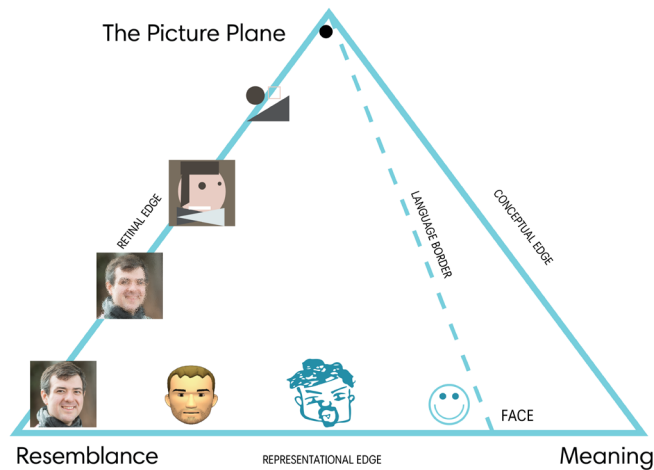 The Picture Plane
RETINAL EDGE
LANGUAGE BORDER
CONCEPTUAL EDGE
FACE
Resemblance
REPRESENTATIONAL EDGE
Meaning